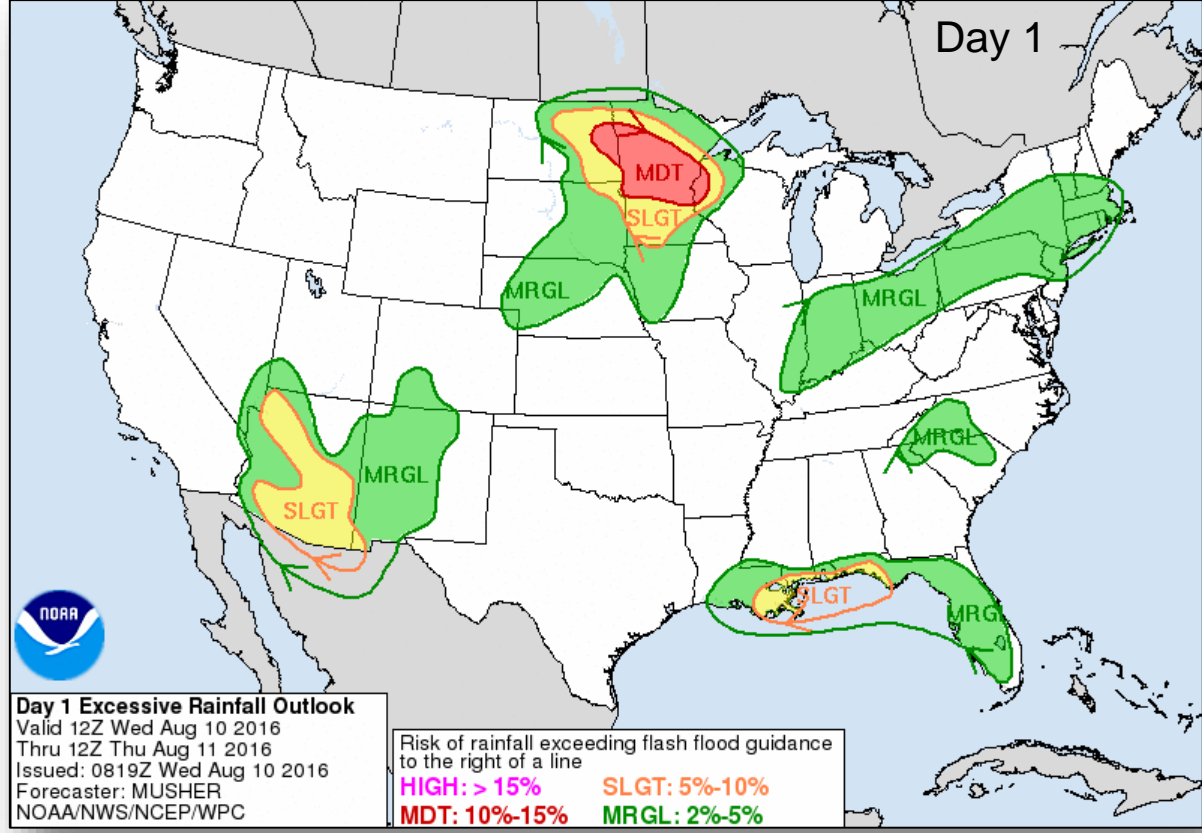 Day 1
MDT
SLGT
MRGL
MRGL
MRGL
MRGL
SLGT
SLGT
MRGL
NOAA
Day 1 Excessive Rainfall Outlook
Valid 12Z Wed Aug 10 2016
Thru 12Z Thu Aug 11 2016
Issued: 0819Z Wed Aug 10 2016
Forecaster: MUSHER
NOAA/NWS/NCEP/WPC
Risk of rainfall exceeding flash flood guidance
to the right of a line
HIGH: > 15% SLGT: 5%-10%
MDT: 10%-15% MRGL: 2%-5%